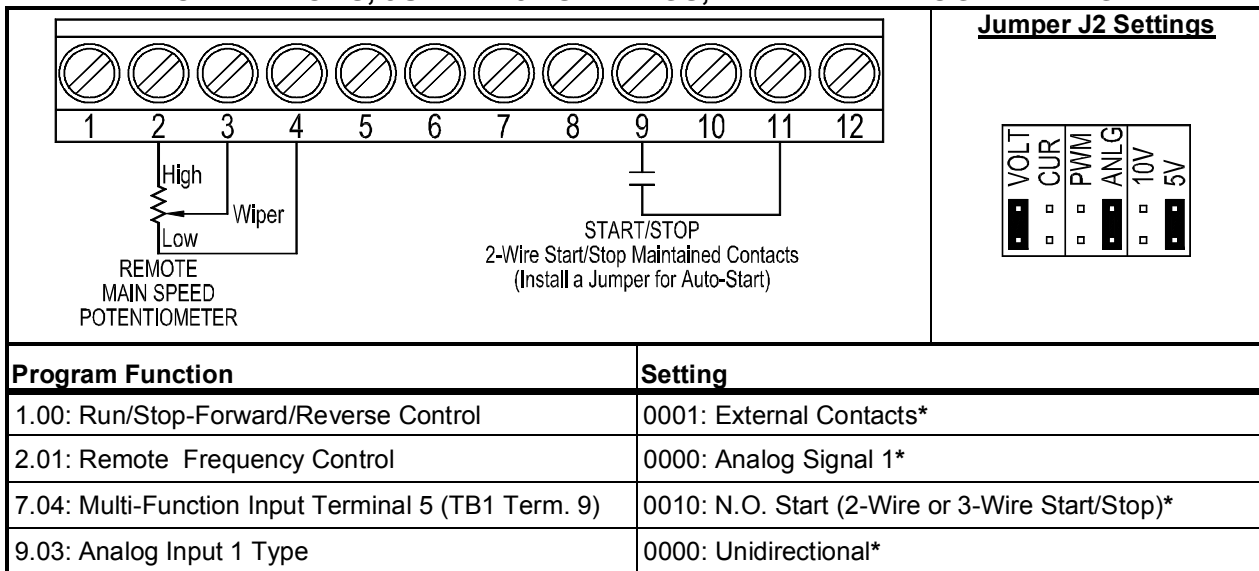 Jumper J2 Settings
1 2 3 4 5 6 7 8 9 10 11 12
High
Wiper
Low
REMOTE
MAIN SPEED
POTENTIOMETER
START/STOP
2-Wire Start/Stop Maintained Contacts
(Install a Jumper for Auto-Start)
VOLT
CUR
PWM
ANLG
10V
5V
Program Function Setting
1.00: Run/Stop-Forward/Reverse Control 0001: External Contacts*
2.01: Remote Frequency Control 0000: Analog Signal 1*
7.04: Multi-Function Input Terminal 5 (TB1 Term. 9) 0010: N.O. Start (2-Wire or 3-Wire Start/Stop)*
9.03: Analog Input 1 Type 0000: Unidirectional*